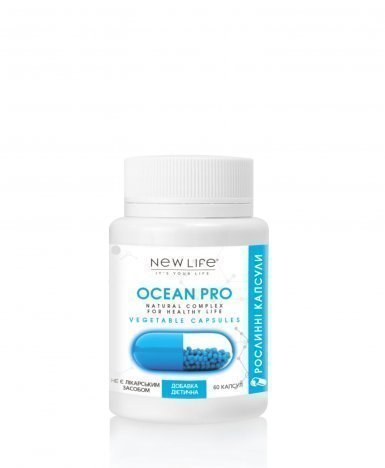 NEW LIFE®
IT'S YOUR LIFE
OCEAN PRO
NATURAL COMPLEX
FOR HEALTHY LIFE
VEGETABLE CAPSULES
НЕ Є ЛІКАРСЬКИМ
ЗАСОБОМ
ДОБАВКА
ДІЄТИЧНА
60 КАПСУЛ
РОСЛИННІ КАПСУЛИ